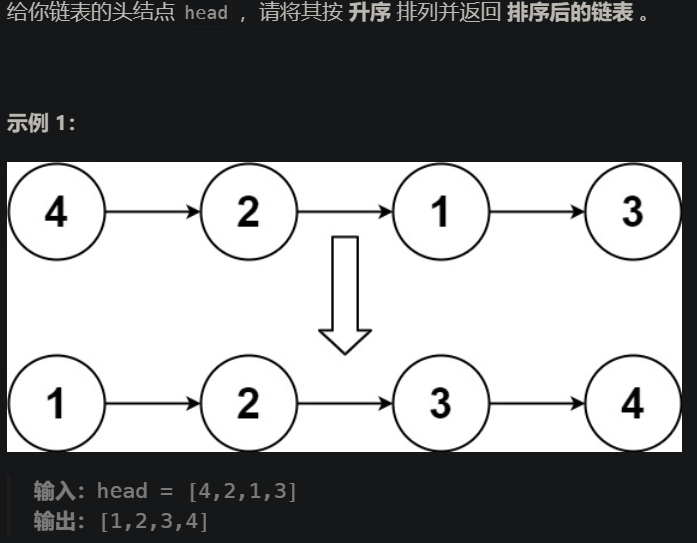 给你链表的头结点 head ，请将其按 升序 排列并返回 排序后的链表 。
示例 1：
4 2 1 3
1 2 3 4
输入：head = [4,2,1,3]
输出：[1,2,3,4]